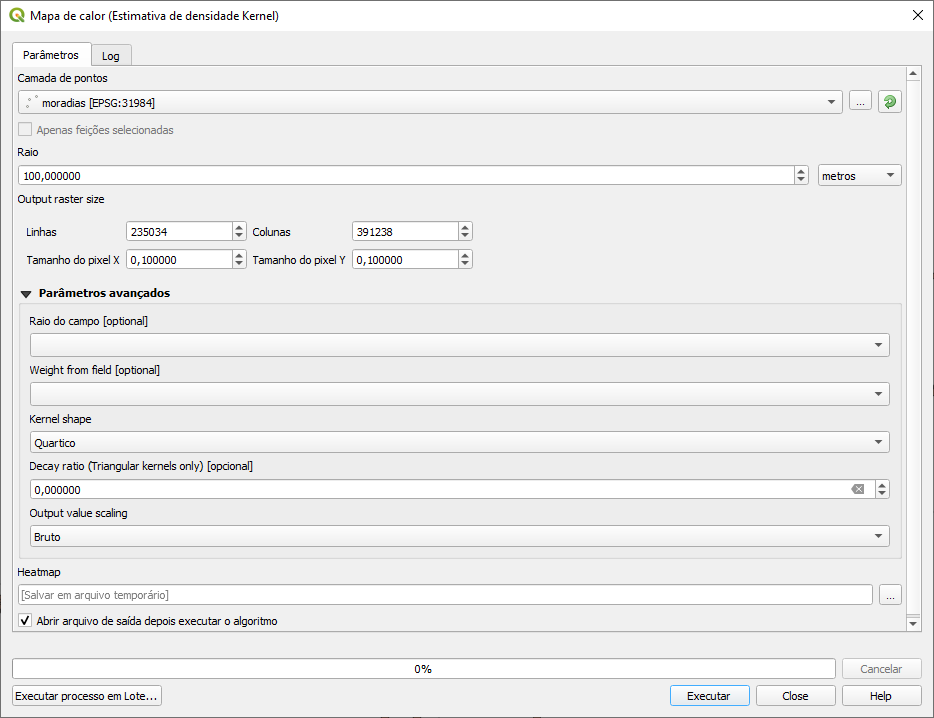 Mapa de calor (Estimativa de densidade Kernel)
Parâmetros
Log
Camada de pontos
moradias [EPSG:31984]
...
Apenas feições selecionadas
Raio
100,000000
metros
Output raster size
Linhas
235034
Colunas
391238
Tamanho do pixel X
0,100000
Tamanho do pixel Y
0,100000
Parâmetros avançados
Raio do campo [optional]
Weight from field [optional]
Kernel shape
Quartico
Decay ratio (Triangular kernels only) [opcional]
0,000000
Output value scaling
Bruto
Heatmap
[Salvar em arquivo temporário]
...
Abrir arquivo de saída depois executar o algoritmo
0%
Cancelar
Executar processo em Lote...
Executar
Close
Help